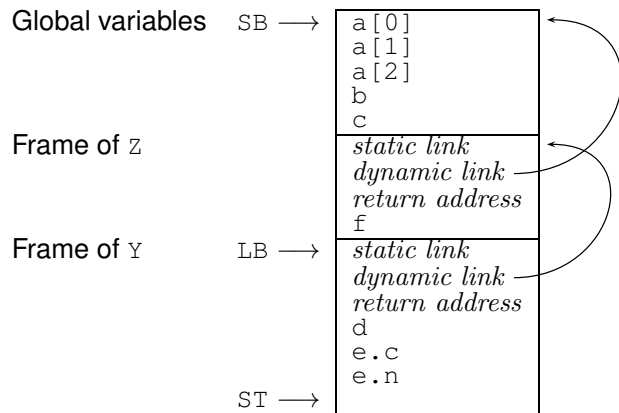 Global variables SB → a[0]
a[1]
a[2]
b
c
Frame of Z static link
dynamic link
return address
f
Frame of Y LB → static link
dynamic link
return address
d
e.c
e.n
ST →